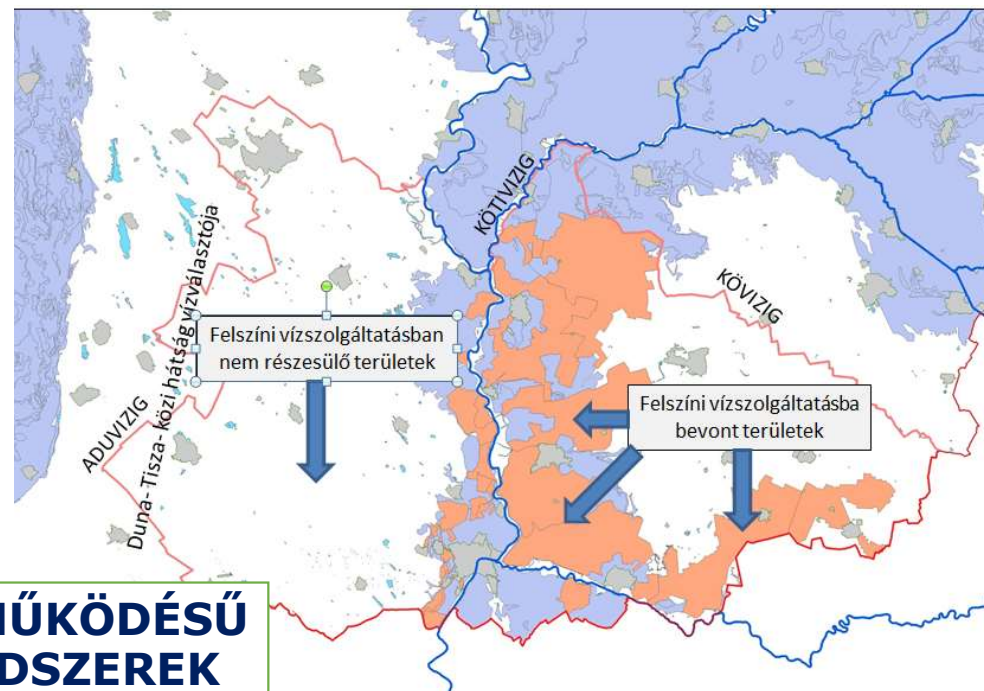 KÖTIVIZIG
KÖVIZIG
ADUVIZIG
Duna- Tisza- közi hátság vízválasztója
Felszíni vízszolgáltatásban
nem részesülő területek
Felszíni vízszolgáltatásba
bevont területek
ŰKÖDÉSŰ
DSZEREK